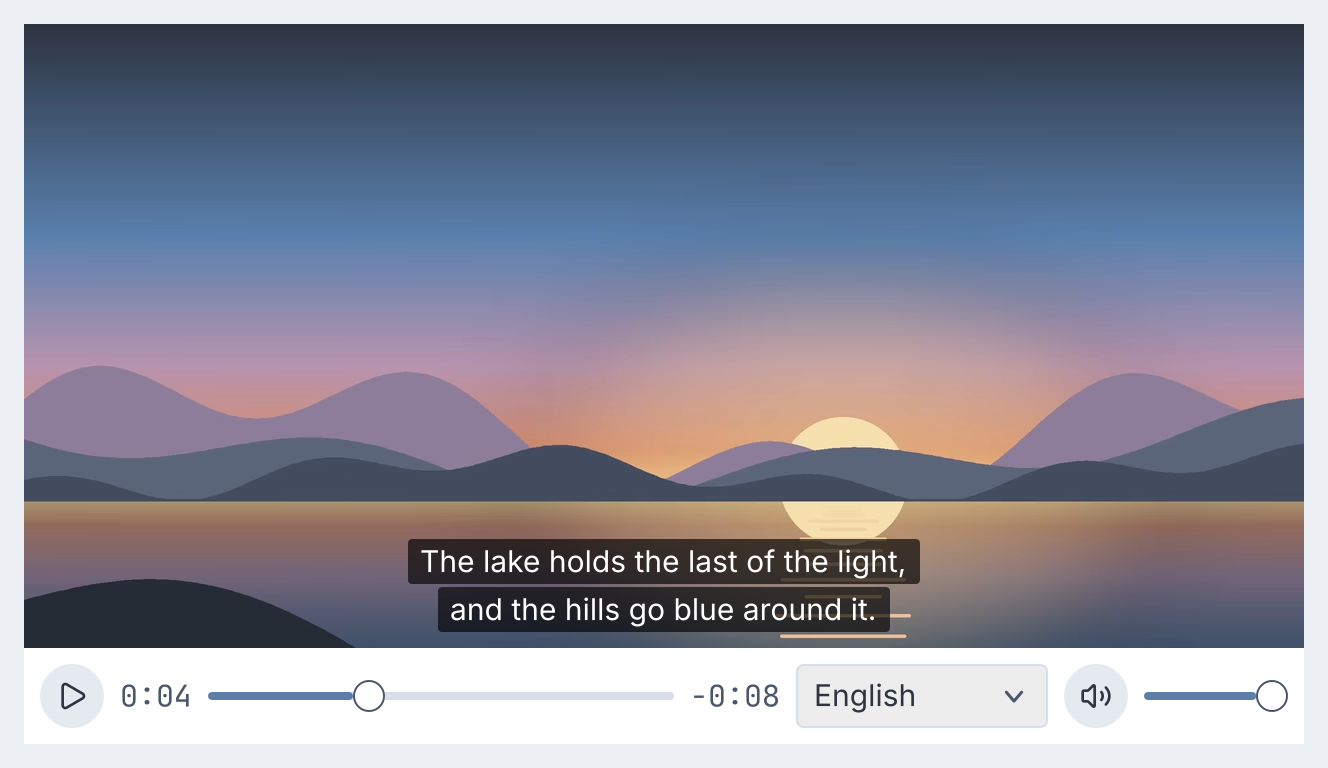 The lake holds the last of the light,
and the hills go blue around it.
0:04
-0:08
English